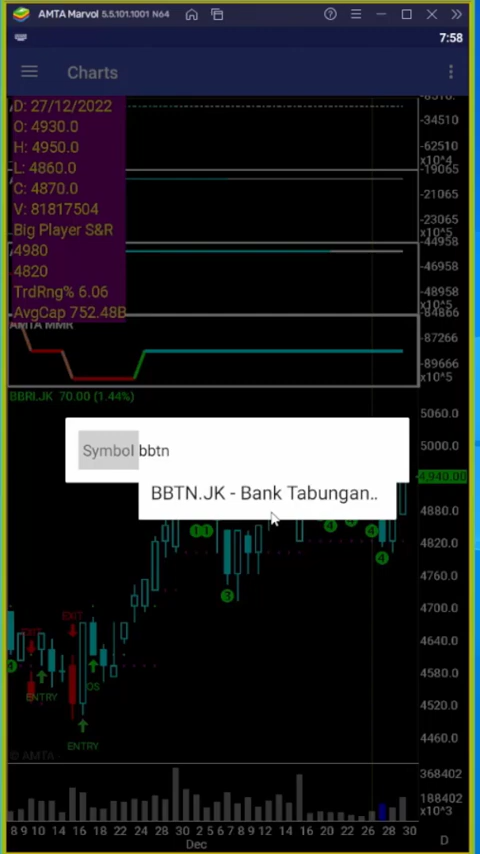 AMTA Marvol 5.5.101.1001 N64
7:58
Charts
D: 27/12/2022
O: 4930.0
H: 4950.0
L: 4860.0
C: 4870.0
V: 81817504
Big Player S&R
4980
4820
TrdRng% 6.06
AvgCap 752.48B
-34510
-62510
x10^4
-19065
-21065
-23065
x10^5
-44958
-46958
-48958
x10^5
-84866
-87266
-89666
x10^5
AMTA MMR
BBRI.JK 70.00 (1.44%)
5060.0
5000.0
4,940.00
4880.0
4820.0
4760.0
4700.0
4640.0
4580.0
4520.0
4460.0
Symbol bbtn
BBTN.JK - Bank Tabungan..
EXIT
ENTRY
OS
ENTRY
© AMTA
368402
188402
x10^3
8 9 10 14 16 18 22 24 28 30 2 5 6 7 8 12 14 16 20 22 26 28 30
Dec
D